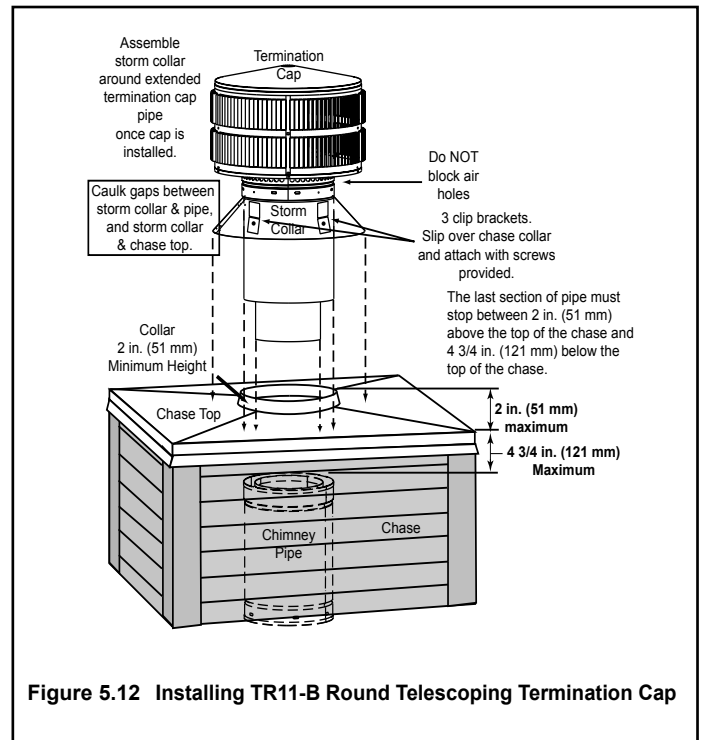 Assemble
storm collar
around extended
termination cap
pipe
once cap is
installed.
Termination
Cap
Do NOT
block air
holes
Caulk gaps between
storm collar & pipe,
and storm collar
& chase top.
Storm
Collar
3 clip brackets.
Slip over chase collar
and attach with screws
provided.
The last section of pipe must
stop between 2 in. (51 mm)
above the top of the chase and
4 3/4 in. (121 mm) below the
top of the chase.
Collar
2 in. (51 mm)
Minimum Height
Chase Top
2 in. (51 mm)
maximum
4 3/4 in. (121 mm)
Maximum
Chimney
Pipe
Chase
Figure 5.12 Installing TR11-B Round Telescoping Termination Cap